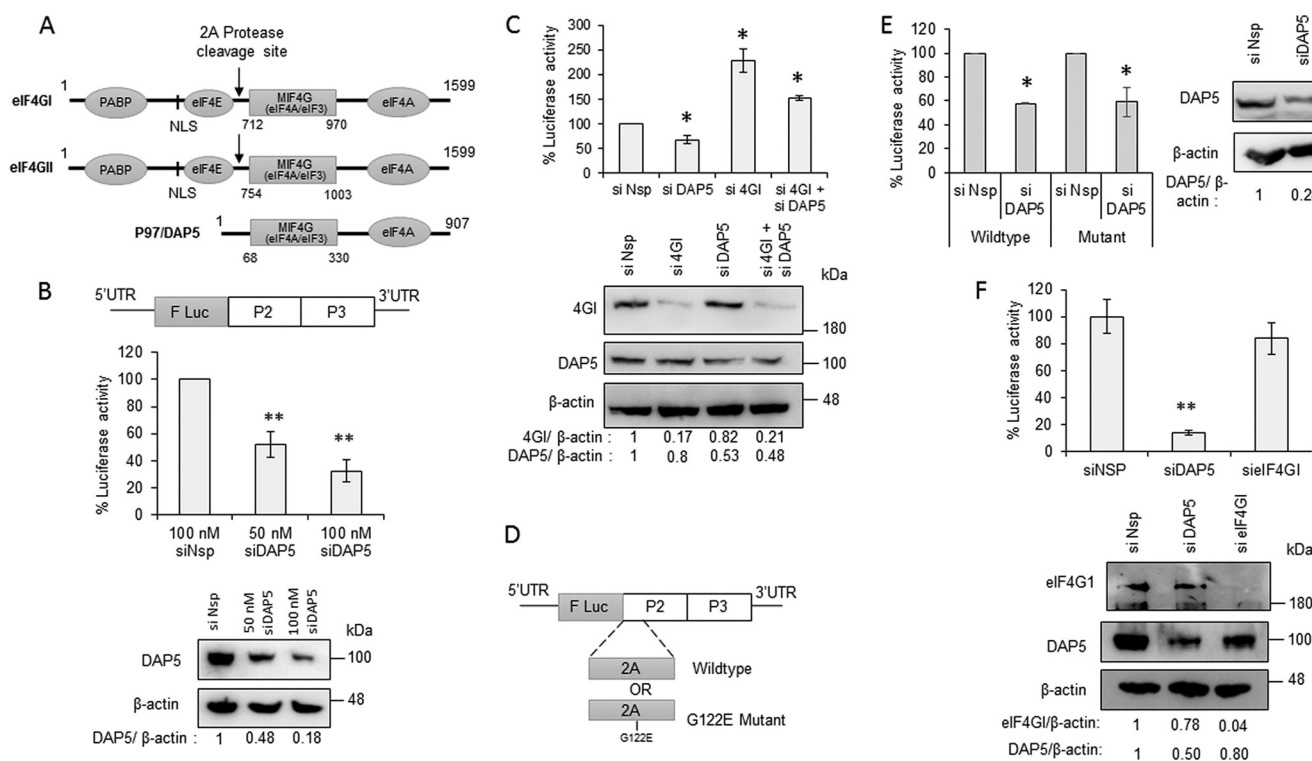 A
2A Protease
cleavage site
1
1599
eIF4GI
PABP
eIF4E
MIF4G
(eIF4A/eIF3)
eIF4A
NLS
712
970
1
1599
eIF4GII
PABP
eIF4E
MIF4G
(eIF4A/eIF3)
eIF4A
NLS
754
1003
1
907
P97/DAP5
MIF4G
(eIF4A/eIF3)
eIF4A
68
330
B
5'UTR
3'UTR
F Luc
P2
P3
% Luciferase activity
120
100
80
60
40
20
0
**
**
100 nM
siNsp
50 nM
siDAP5
100 nM
siDAP5
si Nsp
50 nM
siDAP5
100 nM
siDAP5
kDa
DAP5
100
β-actin
48
DAP5/ β-actin : 1 0.48 0.18
C
% Luciferase activity
300
250
200
150
100
50
0
*
*
*
si Nsp
si DAP5
si 4GI
si 4GI +
si DAP5
si Nsp
si 4GI
si DAP5
si 4GI +
si DAP5
kDa
4GI
180
DAP5
100
β-actin
48
4GI/ β-actin : 1 0.17 0.82 0.21
DAP5/ β-actin : 1 0.8 0.53 0.48
D
5'UTR
3'UTR
F Luc
P2
P3
2A
Wildtype
OR
2A
G122E Mutant
G122E
E
% Luciferase activity
120
100
80
60
40
20
0
*
*
si Nsp
si
DAP5
si Nsp
si
DAP5
Wildtype
Mutant
si Nsp
siDAP5
DAP5
β-actin
DAP5/ β-
actin : 1 0.2
F
% Luciferase activity
120
100
80
60
40
20
0
**
siNSP
siDAP5
sieIF4GI
si Nsp
si DAP5
si eIF4GI
kDa
eIF4G1
180
DAP5
100
β-actin
48
eIF4GI/β-actin: 1 0.78 0.04
DAP5/β-actin: 1 0.50 0.80